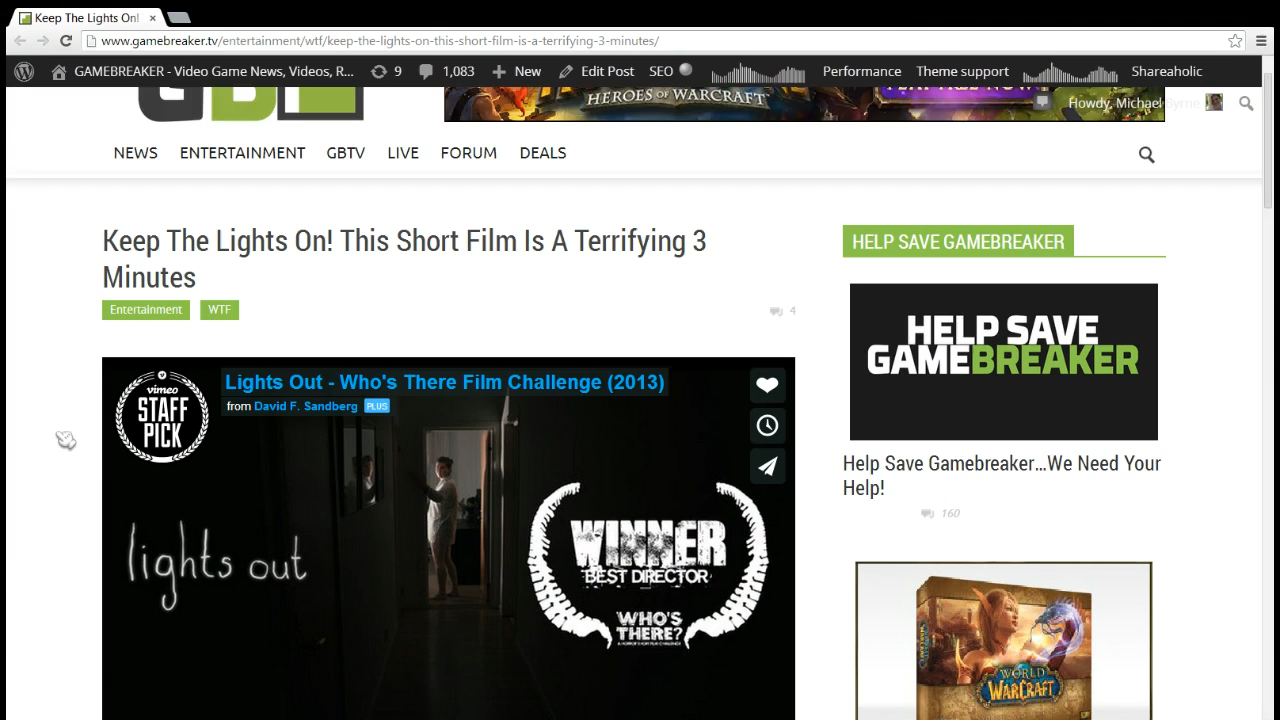 Keep The Lights On!
www.gamebreaker.tv/entertainment/wtf/keep-the-lights-on-this-short-film-is-a-terrifying-3-minutes/
GAMEBREAKER - Video Game News, Videos, R... 9 1,083 New Edit Post SEO Performance Theme support Shareaholic
HEROES OF WARCRAFT
Howdy, Michael Byrne
NEWS ENTERTAINMENT GBTV LIVE FORUM DEALS
Keep The Lights On! This Short Film Is A Terrifying 3
Minutes
Entertainment WTF
4
vimeo
STAFF
PICK
Lights Out - Who's There Film Challenge (2013)
from David F. Sandberg PLUS
lights out
WINNER
BEST DIRECTOR
WHO'S
THERE?
HELP SAVE GAMEBREAKER
HELP SAVE
GAMEBREAKER
Help Save Gamebreaker...We Need Your
Help!
160
WORLD
OF
WARCRAFT